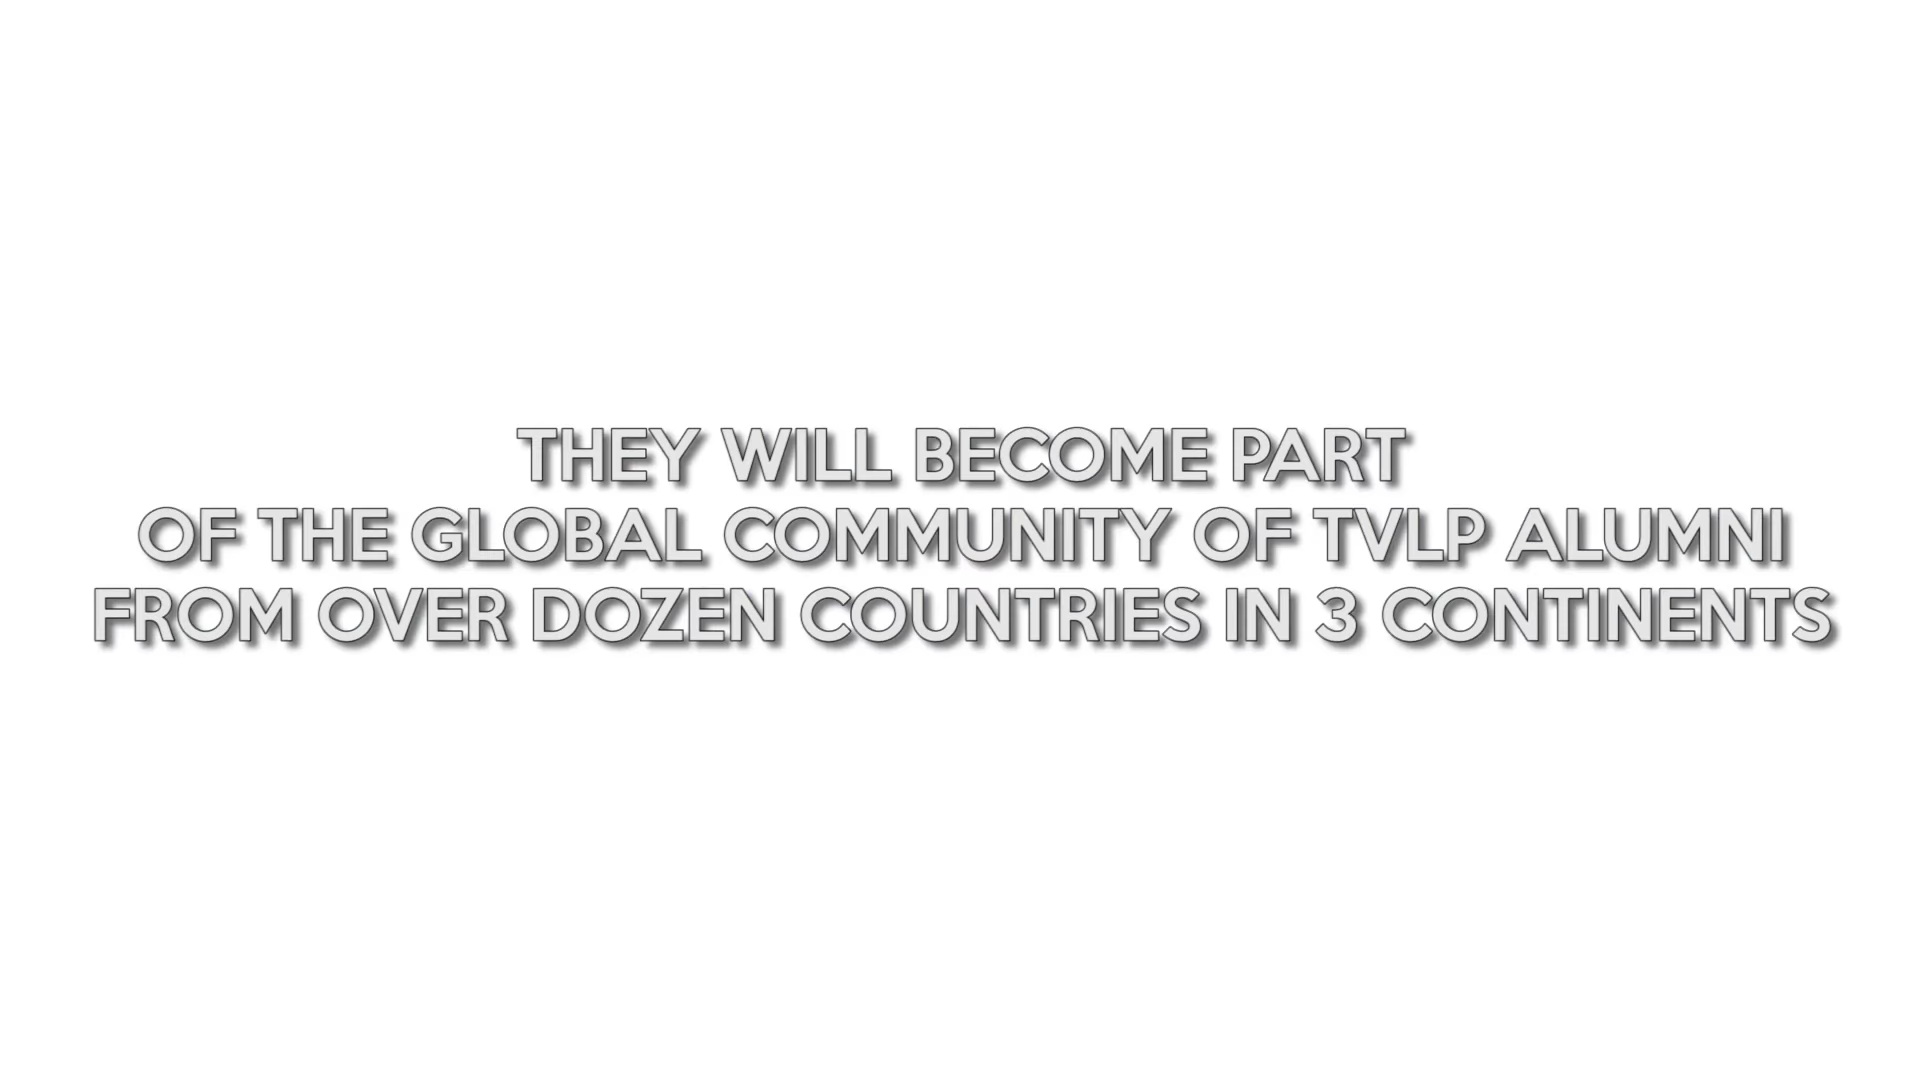 THEY WILL BECOME PART
OF THE GLOBAL COMMUNITY OF TVLP ALUMNI
FROM OVER DOZEN COUNTRIES IN 3 CONTINENTS